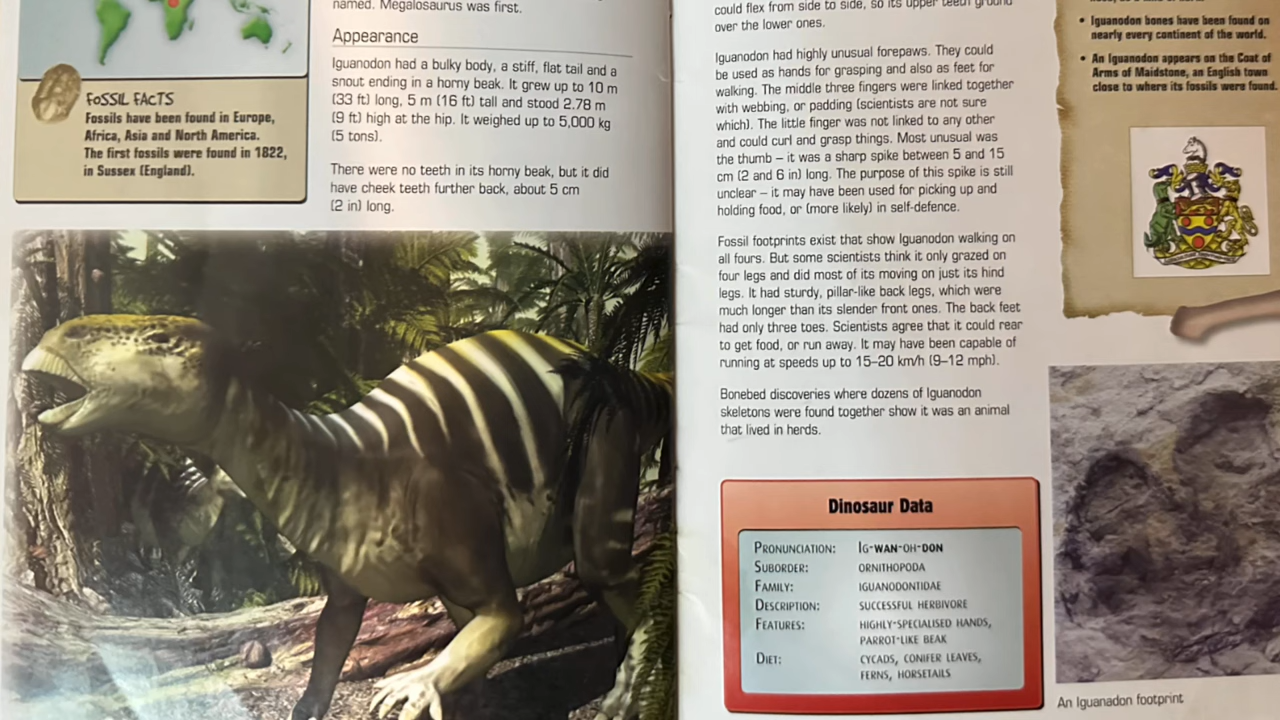 named. Megalosaurus was first.
Appearance
Iguanodon had a bulky body, a stiff, flat tail and a
snout ending in a horny beak. It grew up to 10 m
(33 ft) long, 5 m (16 ft) tall and stood 2.78 m
(9 ft) high at the hip. It weighed up to 5,000 kg
(5 tons).
There were no teeth in its horny beak, but it did
have cheek teeth further back, about 5 cm
(2 in) long.
FOSSIL FACTS
Fossils have been found in Europe,
Africa, Asia and North America.
The first fossils were found in 1822,
in Sussex (England).
could flex from side to side, so its upper teeth ground
over the lower ones.
Iguanodon had highly unusual forepaws. They could
be used as hands for grasping and also as feet for
walking. The middle three fingers were linked together
with webbing, or padding (scientists are not sure
which). The little finger was not linked to any other
and could curl and grasp things. Most unusual was
the thumb – it was a sharp spike between 5 and 15
cm (2 and 6 in) long. The purpose of this spike is still
unclear – it may have been used for picking up and
holding food, or (more likely) in self-defence.
Fossil footprints exist that show Iguanodon walking on
all fours. But some scientists think it only grazed on
four legs and did most of its moving on just its hind
legs. It had sturdy, pillar-like back legs, which were
much longer than its slender front ones. The back feet
had only three toes. Scientists agree that it could rear
to get food, or run away. It may have been capable of
running at speeds up to 15–20 km/h (9–12 mph).
Bonebed discoveries where dozens of Iguanodon
skeletons were found together show it was an animal
that lived in herds.
Dinosaur Data
PRONUNCIATION: IG-WAN-OH-DON
SUBORDER: ORNITHOPODA
FAMILY: IGUANODONTIDAE
DESCRIPTION: SUCCESSFUL HERBIVORE
FEATURES: HIGHLY-SPECIALISED HANDS,
PARROT-LIKE BEAK
DIET: CYCADS, CONIFER LEAVES,
FERNS, HORSETAILS
• Iguanodon bones have been found on
nearly every continent of the world.
• An Iguanodon appears on the Coat of
Arms of Maidstone, an English town
close to where its fossils were found.
An Iguanadon footprint